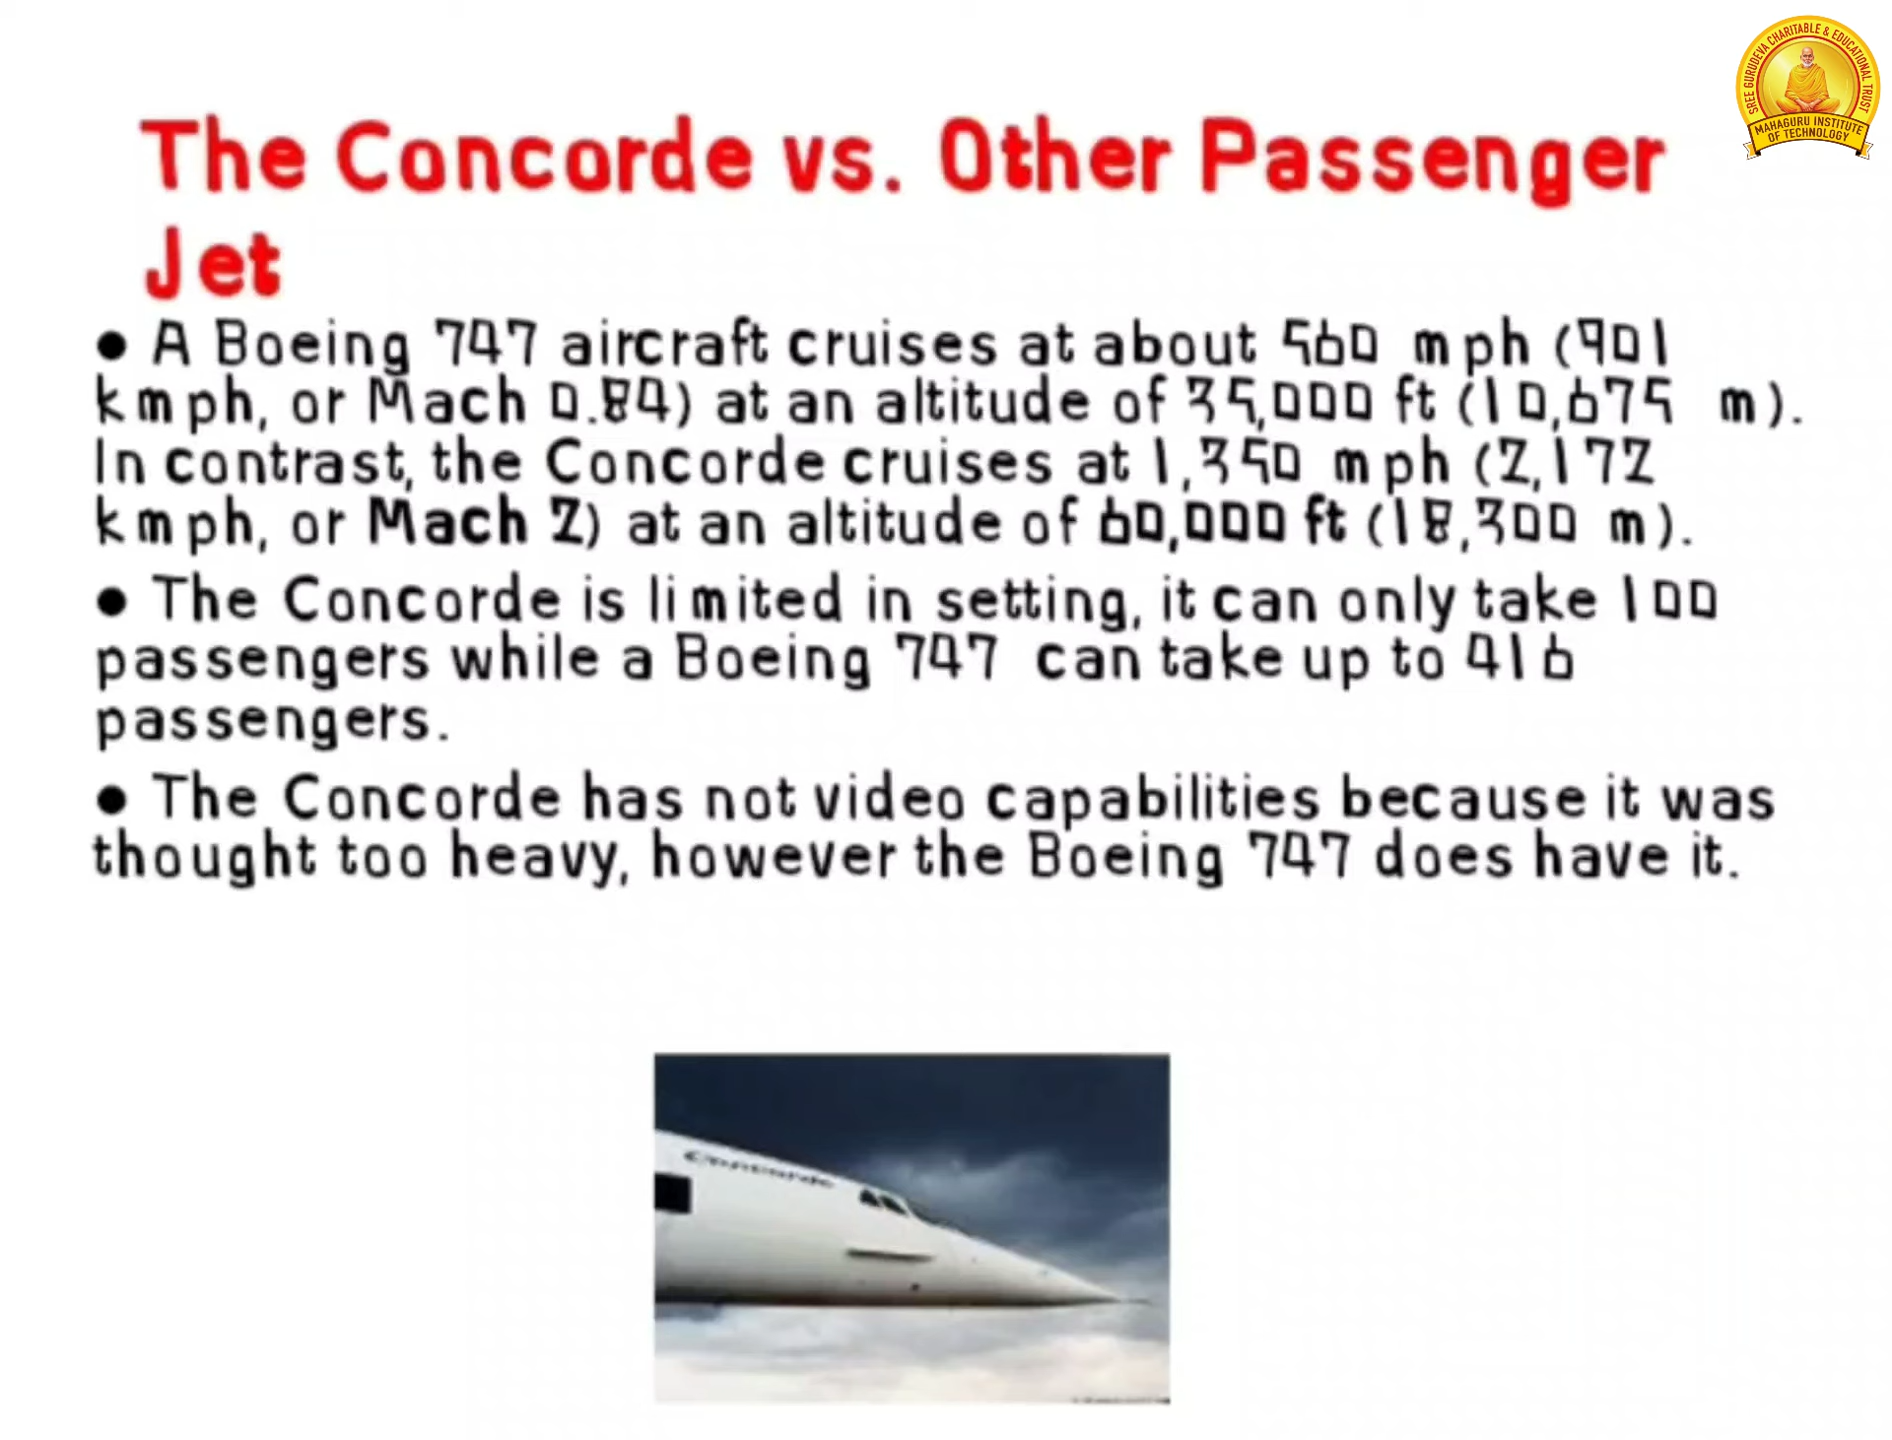 SREE GURUDEVA CHARITABLE & EDUCATIONAL TRUST
MAHAGURU INSTITUTE
OF TECHNOLOGY
The Concorde vs. Other Passenger
Jet
● A Boeing 747 aircraft cruises at about 560 mph (901
kmph, or Mach 0.84) at an altitude of 35,000 ft (10,675 m).
In contrast, the Concorde cruises at 1,350 mph (2,172
kmph, or Mach 2) at an altitude of 60,000 ft (18,300 m).
● The Concorde is limited in setting, it can only take 100
passengers while a Boeing 747 can take up to 416
passengers.
● The Concorde has not video capabilities because it was
thought too heavy, however the Boeing 747 does have it.
Concorde